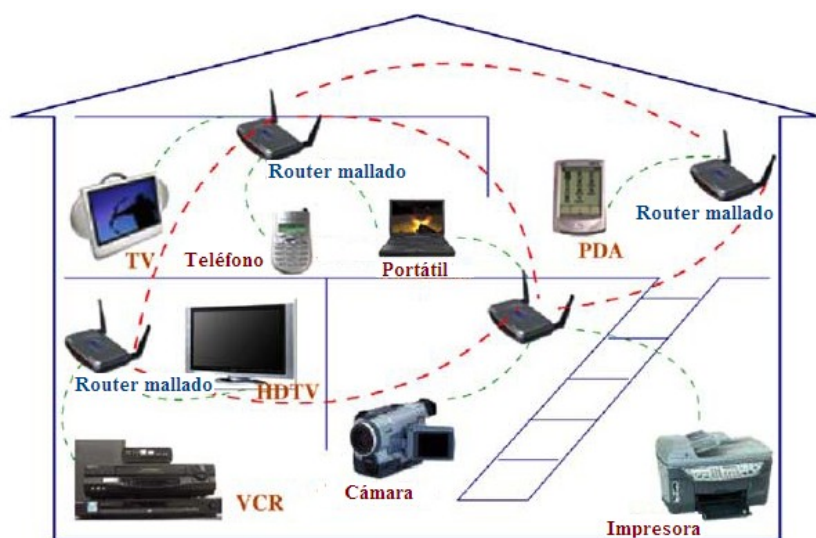 Router mallado
Router mallado
TV
Teléfono
Portátil
PDA
Router mallado
HDTV
VCR
Cámara
Impresora